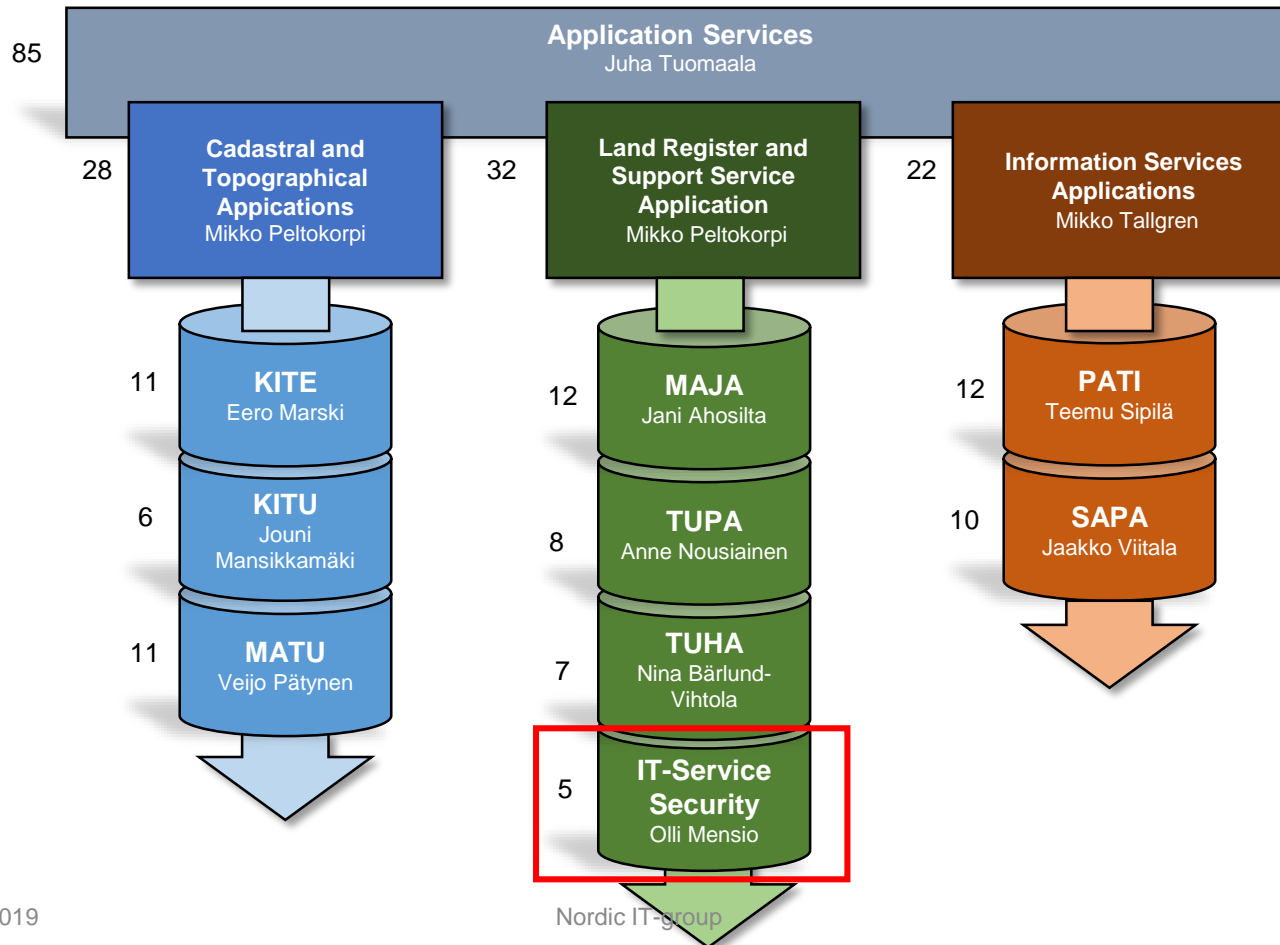 Application Services
Juha Tuomaala
85
28
Cadastral and
Topographical
Appications
Mikko Peltokorpi
32
Land Register and
Support Service
Application
Mikko Peltokorpi
22
Information Services
Applications
Mikko Tallgren
11
KITE
Eero Marski
6
KITU
Jouni
Mansikkamäki
11
MATU
Veijo Pätynen
12
MAJA
Jani Ahosilta
8
TUPA
Anne Nousiainen
7
TUHA
Nina Bärlund-
Vihtola
5
IT-Service
Security
Olli Mensio
12
PATI
Teemu Sipilä
10
SAPA
Jaakko Viitala
019
Nordic IT-group